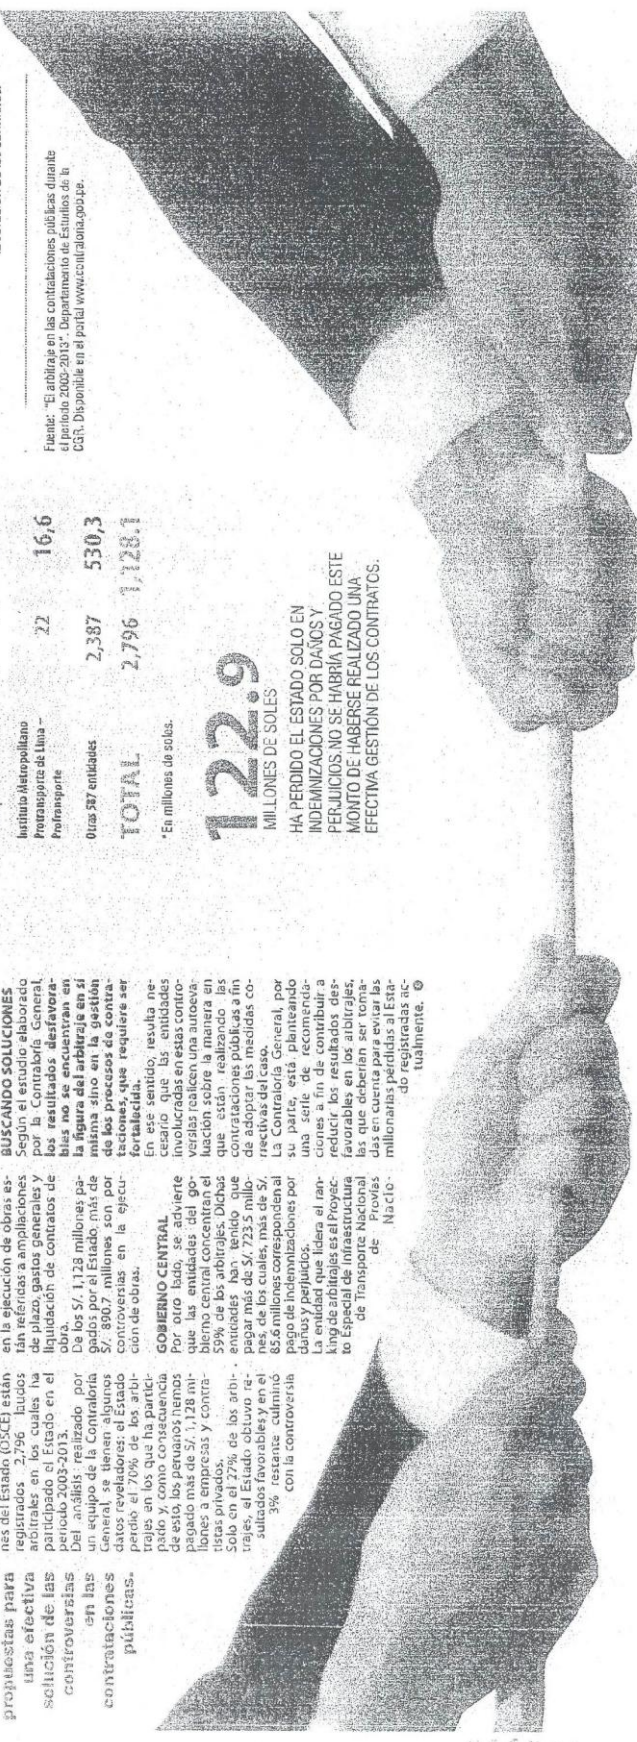 propuestas para
una efectiva
solución de las
controversias
en las
contrataciones
públicas.
nes del Estado (OSCE) están
registrados 2,796 laudos
arbitrales en los cuales ha
participado el Estado en el
periodo 2003-2013.
Del análisis realizado por
un equipo de la Contraloría
General, se tienen algunos
datos reveladores: el Estado
perdió el 70% de los arbi-
trajes en los que ha partici-
pado y, como consecuencia
de esto, los peruanos hemos
pagado más de S/. 1,128 mi-
llones a empresas y contra-
tistas privados.
Solo en el 27% de los arbi-
trajes, el Estado obtuvo re-
sultados favorables y en el
3% restante culminó
con la controversia
en la ejecución de obras es-
tán referidas a ampliaciones
de plazo, gastos generales y
liquidación de contratos de
obra.
De los S/. 1,128 millones pa-
gados por el Estado, más de
S/. 890.7 millones son por
controversias en la ejecu-
ción de obras.
GOBIERNO CENTRAL
Por otro lado, se advierte
que las entidades del go-
bierno central concentran el
59% de los arbitrajes. Dichas
entidades han tenido que
pagar más de S/. 723.5 millo-
nes, de los cuales, más de S/.
85.6 millones corresponden al
pago de indemnizaciones por
daños y perjuicios.
La entidad que lidera el ran-
king de arbitrajes es el Proyec-
to Especial de Infraestructura
de Transporte Nacional
de Provías
Nacio-
BUSCANDO SOLUCIONES
Según el estudio elaborado
por la Contraloría General,
los resultados desfavora-
bles no se encuentran en
la figura del arbitraje en sí
misma sino en la gestión
de los procesos de contra-
taciones, que requiere ser
fortalecida.
En ese sentido, resulta ne-
cesario que las entidades
involucradas en estas contro-
versias realicen una autoeva-
luación sobre la manera en
que están realizando las
contrataciones públicas a fin
de adoptar las medidas co-
rrectivas del caso.
La Contraloría General, por
su parte, está planteando
una serie de recomenda-
ciones a fin de contribuir a
reducir los resultados des-
favorables en los arbitrajes,
las que deberían ser toma-
das en cuenta para evitar las
millonarias pérdidas al Esta-
do registradas ac-
tualmente.
Instituto Metropolitano
Protransporte de Lima –
Protransporte 22 16,6
Otras 587 entidades 2,387 530,3
TOTAL 2,796 1,128.1
*En millones de soles.
122.9
MILLONES DE SOLES
HA PERDIDO EL ESTADO SOLO EN
INDEMNIZACIONES POR DAÑOS Y
PERJUICIOS. NO SE HABRÍA PAGADO ESTE
MONTO DE HABERSE REALIZADO UNA
EFECTIVA GESTIÓN DE LOS CONTRATOS.
Fuente: "El arbitraje en las contrataciones públicas durante
el periodo 2003-2013". Departamento de Estudios de la
CGR. Disponible en el portal www.contraloria.gob.pe.